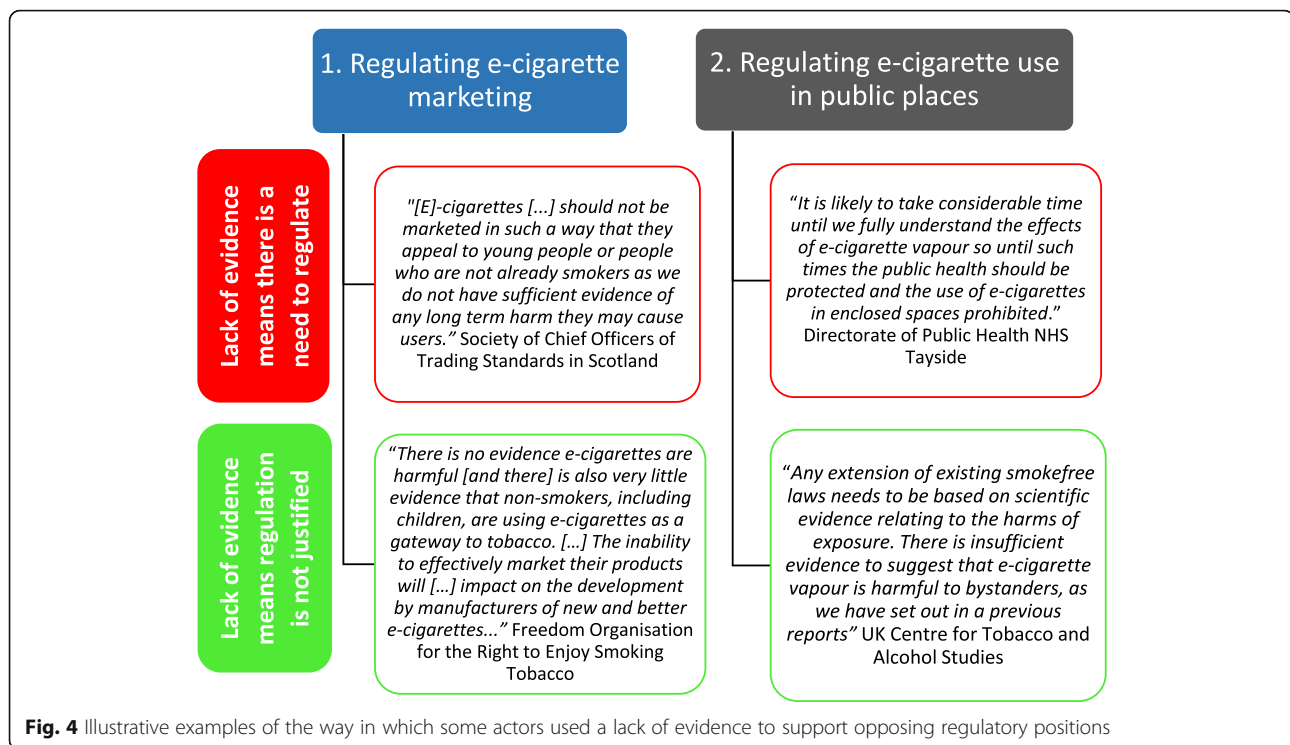 1. Regulating e-cigarette
marketing
2. Regulating e-cigarette use
in public places
Lack of evidence
means there is a
need to regulate
"[E]-cigarettes [...] should not be
marketed in such a way that they
appeal to young people or people
who are not already smokers as we
do not have sufficient evidence of
any long term harm they may cause
users.” Society of Chief Officers of
Trading Standards in Scotland
“It is likely to take considerable time
until we fully understand the effects
of e-cigarette vapour so until such
times the public health should be
protected and the use of e-cigarettes
in enclosed spaces prohibited.”
Directorate of Public Health NHS
Tayside
Lack of evidence
means regulation
is not justified
“There is no evidence e-cigarettes are
harmful [and there] is also very little
evidence that non-smokers, including
children, are using e-cigarettes as a
gateway to tobacco. […] The inability
to effectively market their products
will […] impact on the development
by manufacturers of new and better
e-cigarettes...” Freedom Organisation
for the Right to Enjoy Smoking
Tobacco
“Any extension of existing smokefree
laws needs to be based on scientific
evidence relating to the harms of
exposure. There is insufficient
evidence to suggest that e-cigarette
vapour is harmful to bystanders, as
we have set out in a previous
reports” UK Centre for Tobacco and
Alcohol Studies
Fig. 4 Illustrative examples of the way in which some actors used a lack of evidence to support opposing regulatory positions